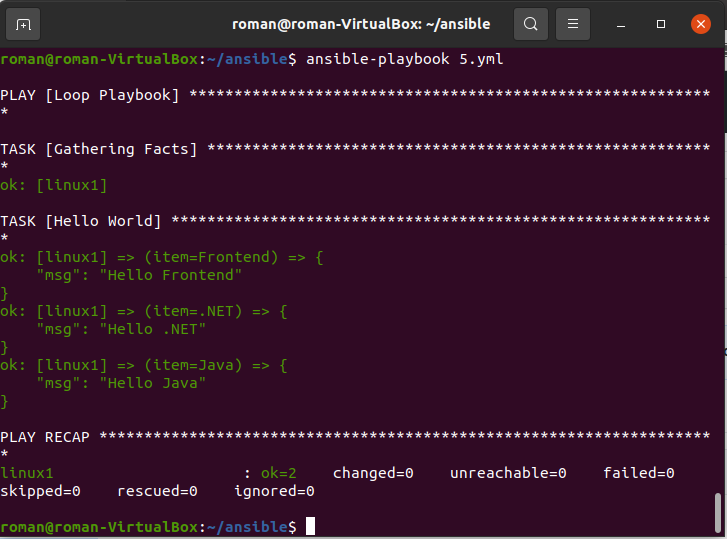 roman@roman-VirtualBox: ~/ansible
roman@roman-VirtualBox:~/ansible$ ansible-playbook 5.yml
PLAY [Loop Playbook] **********************************************************
*
TASK [Gathering Facts] ********************************************************
*
ok: [linux1]
TASK [Hello World] ************************************************************
*
ok: [linux1] => (item=Frontend) => {
    "msg": "Hello Frontend"
}
ok: [linux1] => (item=.NET) => {
    "msg": "Hello .NET"
}
ok: [linux1] => (item=Java) => {
    "msg": "Hello Java"
}
PLAY RECAP ********************************************************************
*
linux1                     : ok=2    changed=0    unreachable=0    failed=0
skipped=0    rescued=0    ignored=0
roman@roman-VirtualBox:~/ansible$